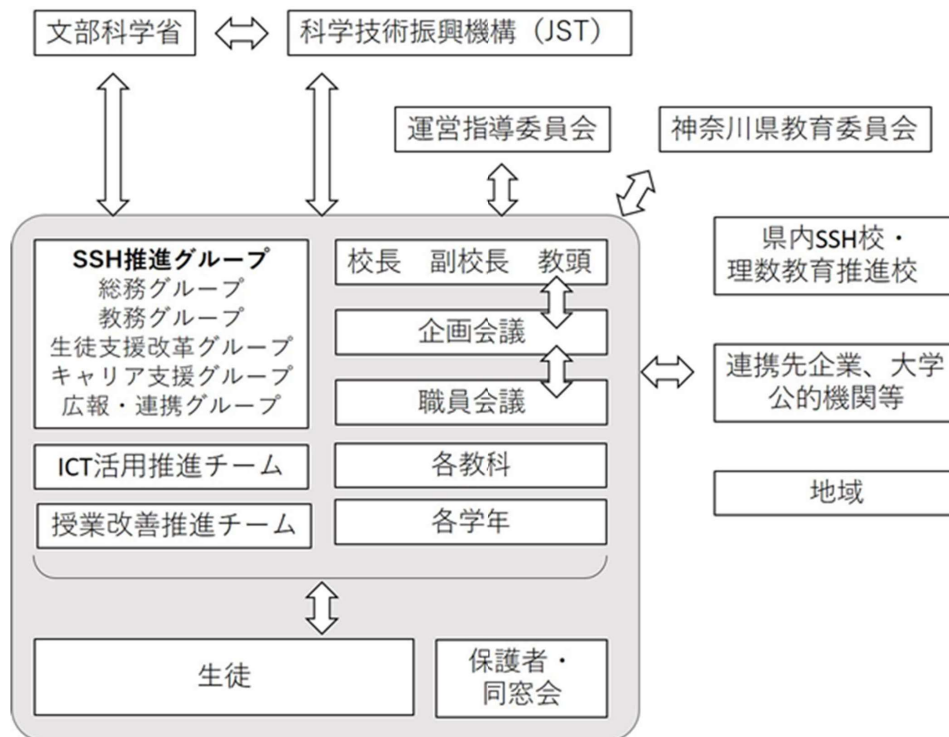 文部科学省
科学技術振興機構（JST）
運営指導委員会
神奈川県教育委員会
SSH推進グループ
総務グループ
教務グループ
生徒支援改革グループ
キャリア支援グループ
広報・連携グループ
ICT活用推進チーム
授業改善推進チーム
校長　副校長　教頭
企画会議
職員会議
各教科
各学年
県内SSH校・
理数教育推進校
連携先企業、大学
公的機関等
地域
生徒
保護者・
同窓会